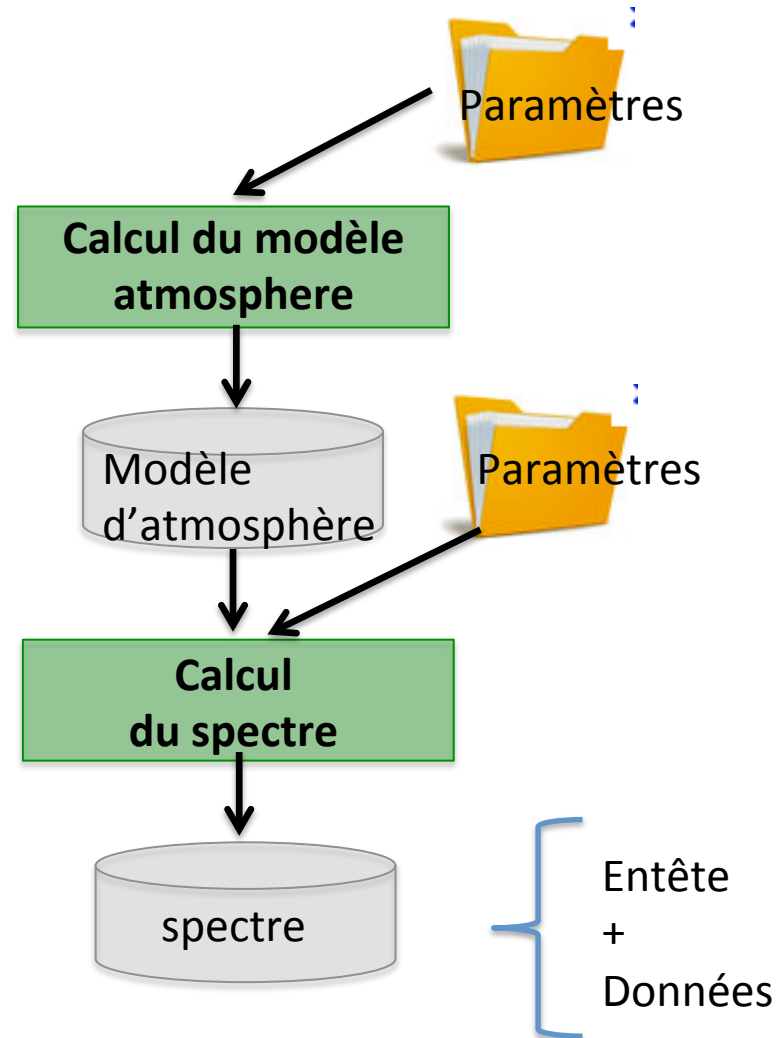 Paramètres
Calcul du modèle
atmosphere
Modèle
d’atmosphère
Paramètres
Calcul
du spectre
spectre
Entête
+
Données